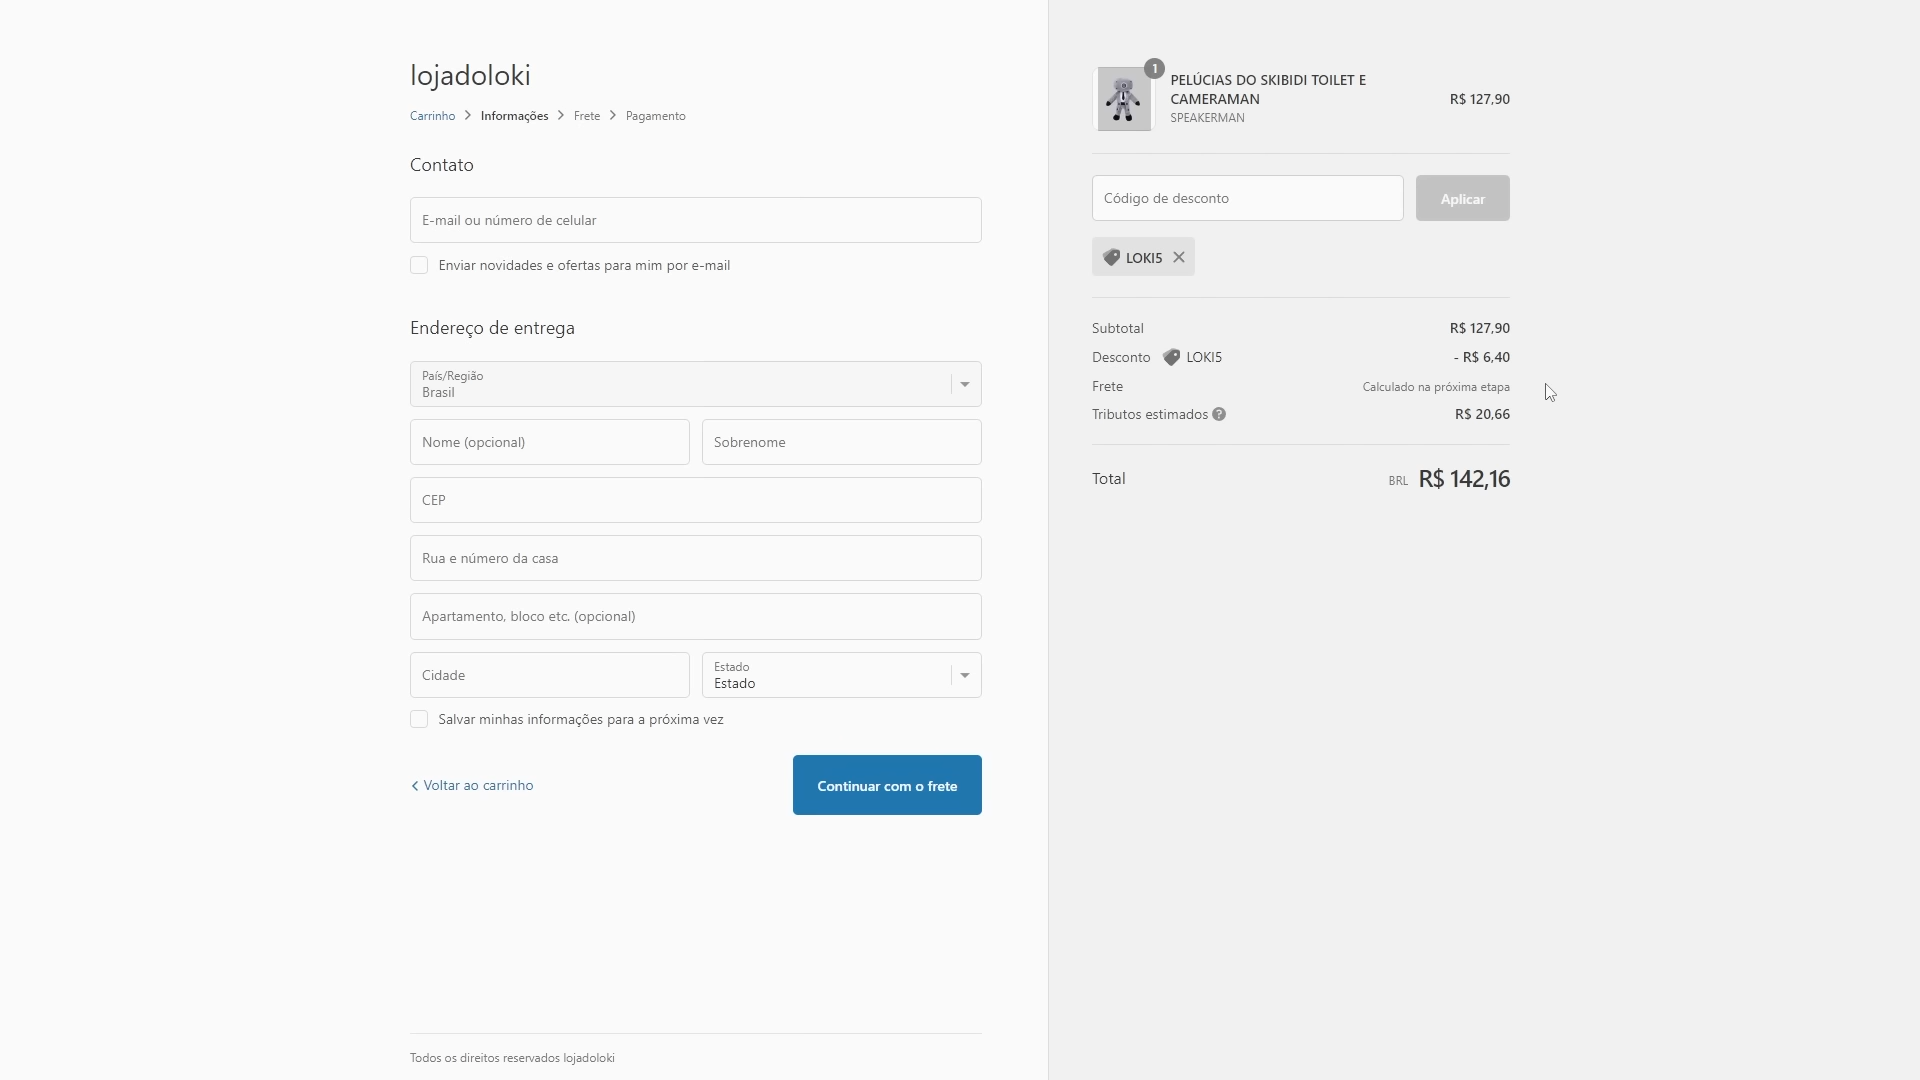 lojadoloki
Carrinho > Informações > Frete > Pagamento
Contato
E-mail ou número de celular
Enviar novidades e ofertas para mim por e-mail
Endereço de entrega
País/Região
Brasil
Nome (opcional)
Sobrenome
CEP
Rua e número da casa
Apartamento, bloco etc. (opcional)
Cidade
Estado
Estado
Salvar minhas informações para a próxima vez
Voltar ao carrinho
Continuar com o frete
Todos os direitos reservados lojadoloki
1
PELÚCIAS DO SKIBIDI TOILET E
CAMERAMAN
SPEAKERMAN
R$ 127,90
Código de desconto
Aplicar
LOKI5
Subtotal R$ 127,90
Desconto LOKI5 - R$ 6,40
Frete Calculado na próxima etapa
Tributos estimados ? R$ 20,66
Total BRL R$ 142,16